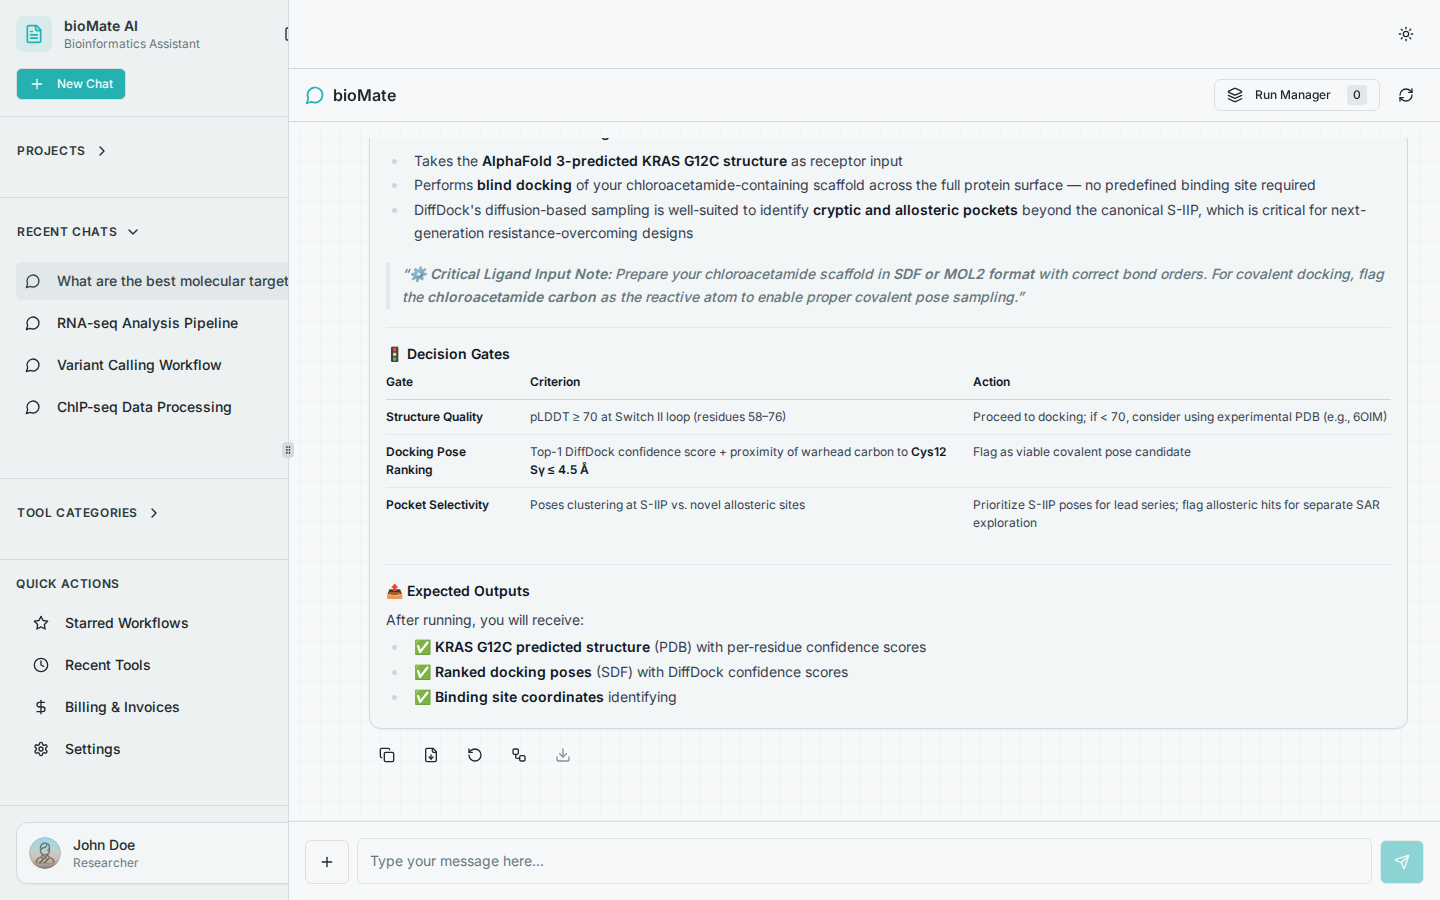 bioMate AI
Bioinformatics Assistant
New Chat
PROJECTS
RECENT CHATS
What are the best molecular target
RNA-seq Analysis Pipeline
Variant Calling Workflow
ChIP-seq Data Processing
TOOL CATEGORIES
QUICK ACTIONS
Starred Workflows
Recent Tools
Billing & Invoices
Settings
John Doe
Researcher
bioMate
Run Manager 0
Takes the AlphaFold 3-predicted KRAS G12C structure as receptor input
Performs blind docking of your chloroacetamide-containing scaffold across the full protein surface — no predefined binding site required
DiffDock's diffusion-based sampling is well-suited to identify cryptic and allosteric pockets beyond the canonical S-IIP, which is critical for next-
generation resistance-overcoming designs
“⚙️ Critical Ligand Input Note: Prepare your chloroacetamide scaffold in SDF or MOL2 format with correct bond orders. For covalent docking, flag
the chloroacetamide carbon as the reactive atom to enable proper covalent pose sampling.”
🚦 Decision Gates
Gate Criterion Action
Structure Quality pLDDT ≥ 70 at Switch II loop (residues 58–76) Proceed to docking; if < 70, consider using experimental PDB (e.g., 6OIM)
Docking Pose Top-1 DiffDock confidence score + proximity of warhead carbon to Cys12 Flag as viable covalent pose candidate
Ranking Sγ ≤ 4.5 Å
Pocket Selectivity Poses clustering at S-IIP vs. novel allosteric sites Prioritize S-IIP poses for lead series; flag allosteric hits for separate SAR
exploration
📤 Expected Outputs
After running, you will receive:
✅ KRAS G12C predicted structure (PDB) with per-residue confidence scores
✅ Ranked docking poses (SDF) with DiffDock confidence scores
✅ Binding site coordinates identifying
Type your message here...